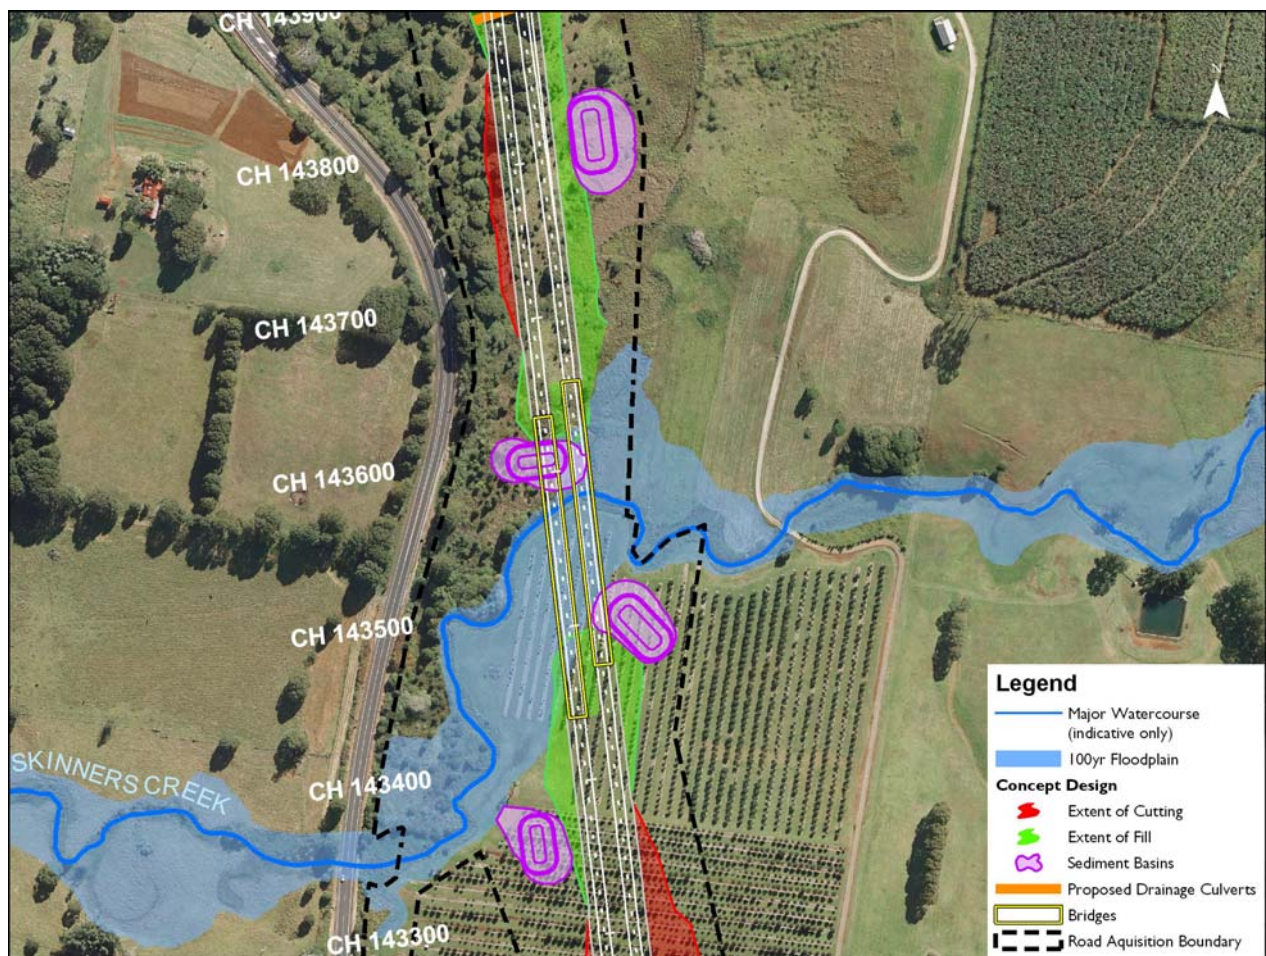 CH 143900
N
CH 143800
CH 143700
CH 143600
CH 143500
CH 143400
SKINNERS CREEK
CH 143300
Legend
Major Watercourse
(indicative only)
100yr Floodplain
Concept Design
Extent of Cutting
Extent of Fill
Sediment Basins
Proposed Drainage Culverts
Bridges
Road Aquisition Boundary